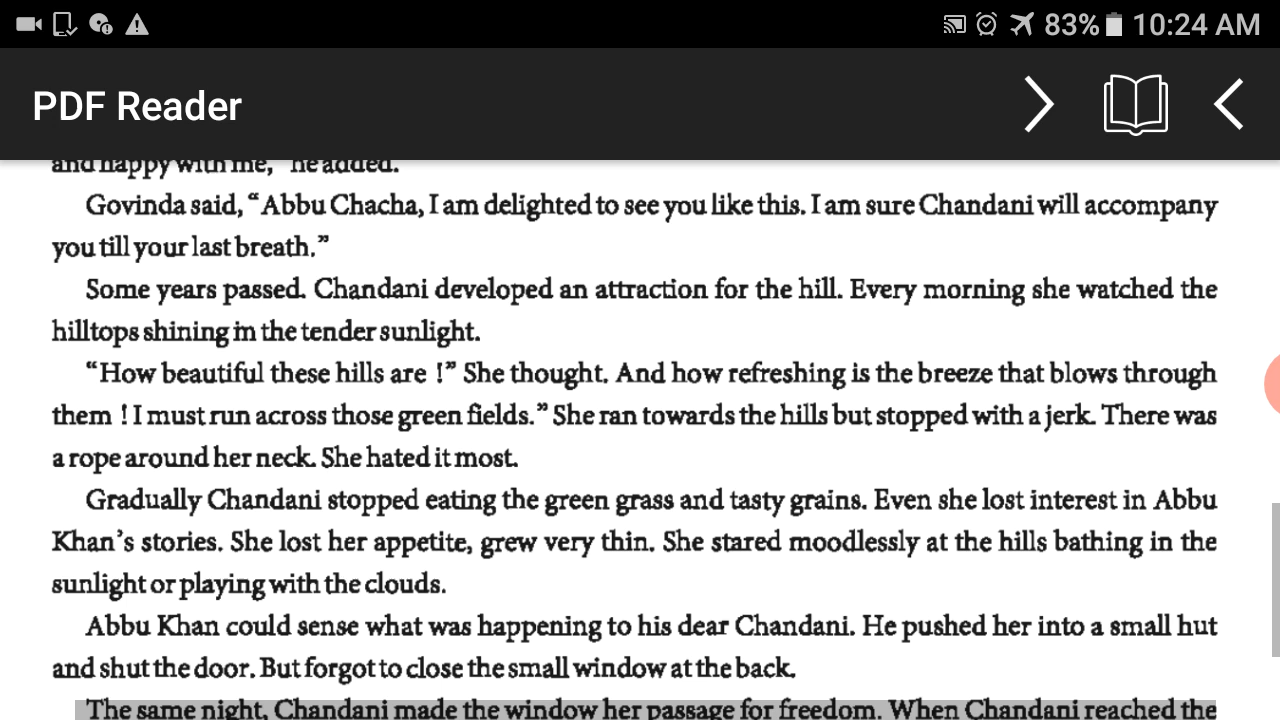 83% 10:24 AM
PDF Reader
and happy with me," he added.
Govinda said, “Abbu Chacha, I am delighted to see you like this. I am sure Chandani will accompany
you till your last breath.”
Some years passed. Chandani developed an attraction for the hill. Every morning she watched the
hilltops shining in the tender sunlight.
“How beautiful these hills are !” She thought. And how refreshing is the breeze that blows through
them ! I must run across those green fields.” She ran towards the hills but stopped with a jerk. There was
a rope around her neck. She hated it most.
Gradually Chandani stopped eating the green grass and tasty grains. Even she lost interest in Abbu
Khan’s stories. She lost her appetite, grew very thin. She stared moodlessly at the hills bathing in the
sunlight or playing with the clouds.
Abbu Khan could sense what was happening to his dear Chandani. He pushed her into a small hut
and shut the door. But forgot to close the small window at the back.
The same night, Chandani made the window her passage for freedom. When Chandani reached the